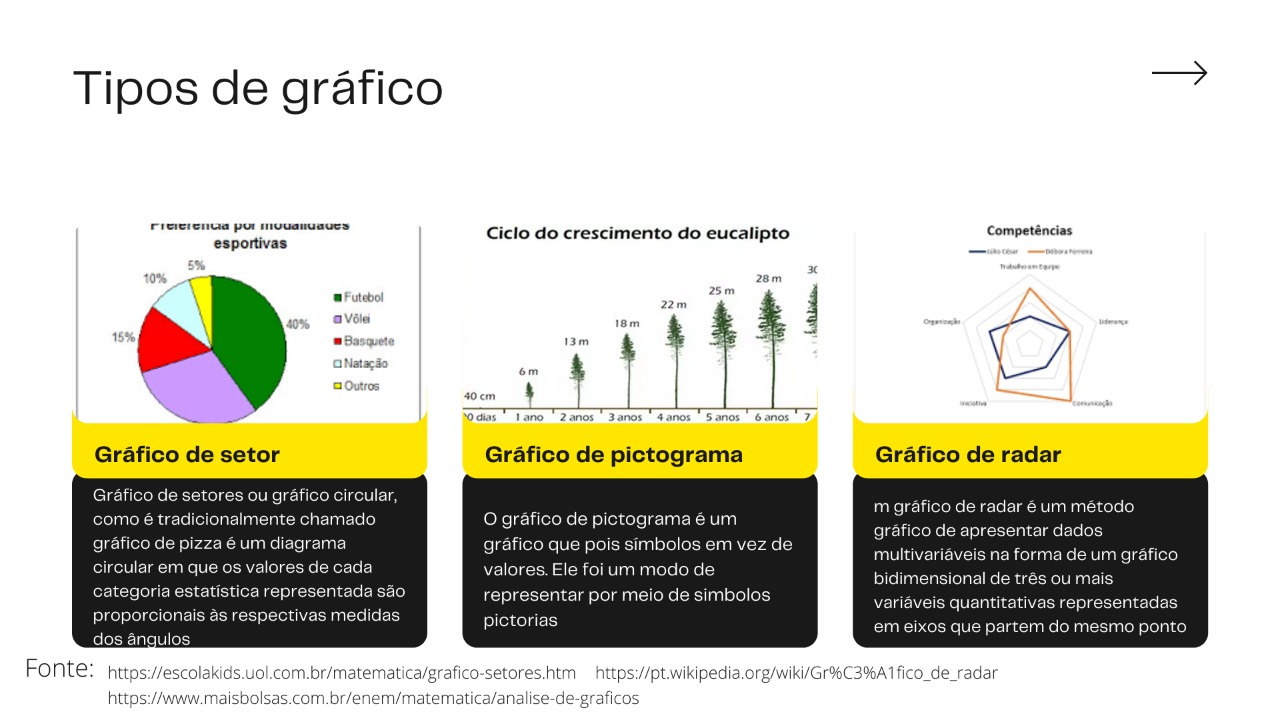 Tipos de gráfico
Preferência por modalidades
esportivas
5%
10%
40%
15%
Futebol
Vôlei
Basquete
Natação
Outros
Ciclo do crescimento do eucalipto
28 m
25 m
22 m
18 m
13 m
6 m
40 cm
1 ano
2 anos
3 anos
4 anos
5 anos
6 anos
7
Competências
Júlio César
Débora Ferreira
Trabalho em Equipe
Organização
Liderança
Iniciativa
Comunicação
Gráfico de setor
Gráfico de setores ou gráfico circular,
como é tradicionalmente chamado
gráfico de pizza é um diagrama
circular em que os valores de cada
categoria estatística representada são
proporcionais às respectivas medidas
dos ângulos
Gráfico de pictograma
O gráfico de pictograma é um
gráfico que pois símbolos em vez de
valores. Ele foi um modo de
representar por meio de simbolos
pictorias
Gráfico de radar
m gráfico de radar é um método
gráfico de apresentar dados
multivariáveis na forma de um gráfico
bidimensional de três ou mais
variáveis quantitativas representadas
em eixos que partem do mesmo ponto
Fonte:
https://escolakids.uol.com.br/matematica/grafico-setores.htm https://pt.wikipedia.org/wiki/Gr%C3%A1fico_de_radar
https://www.maisbolsas.com.br/enem/matematica/analise-de-graficos